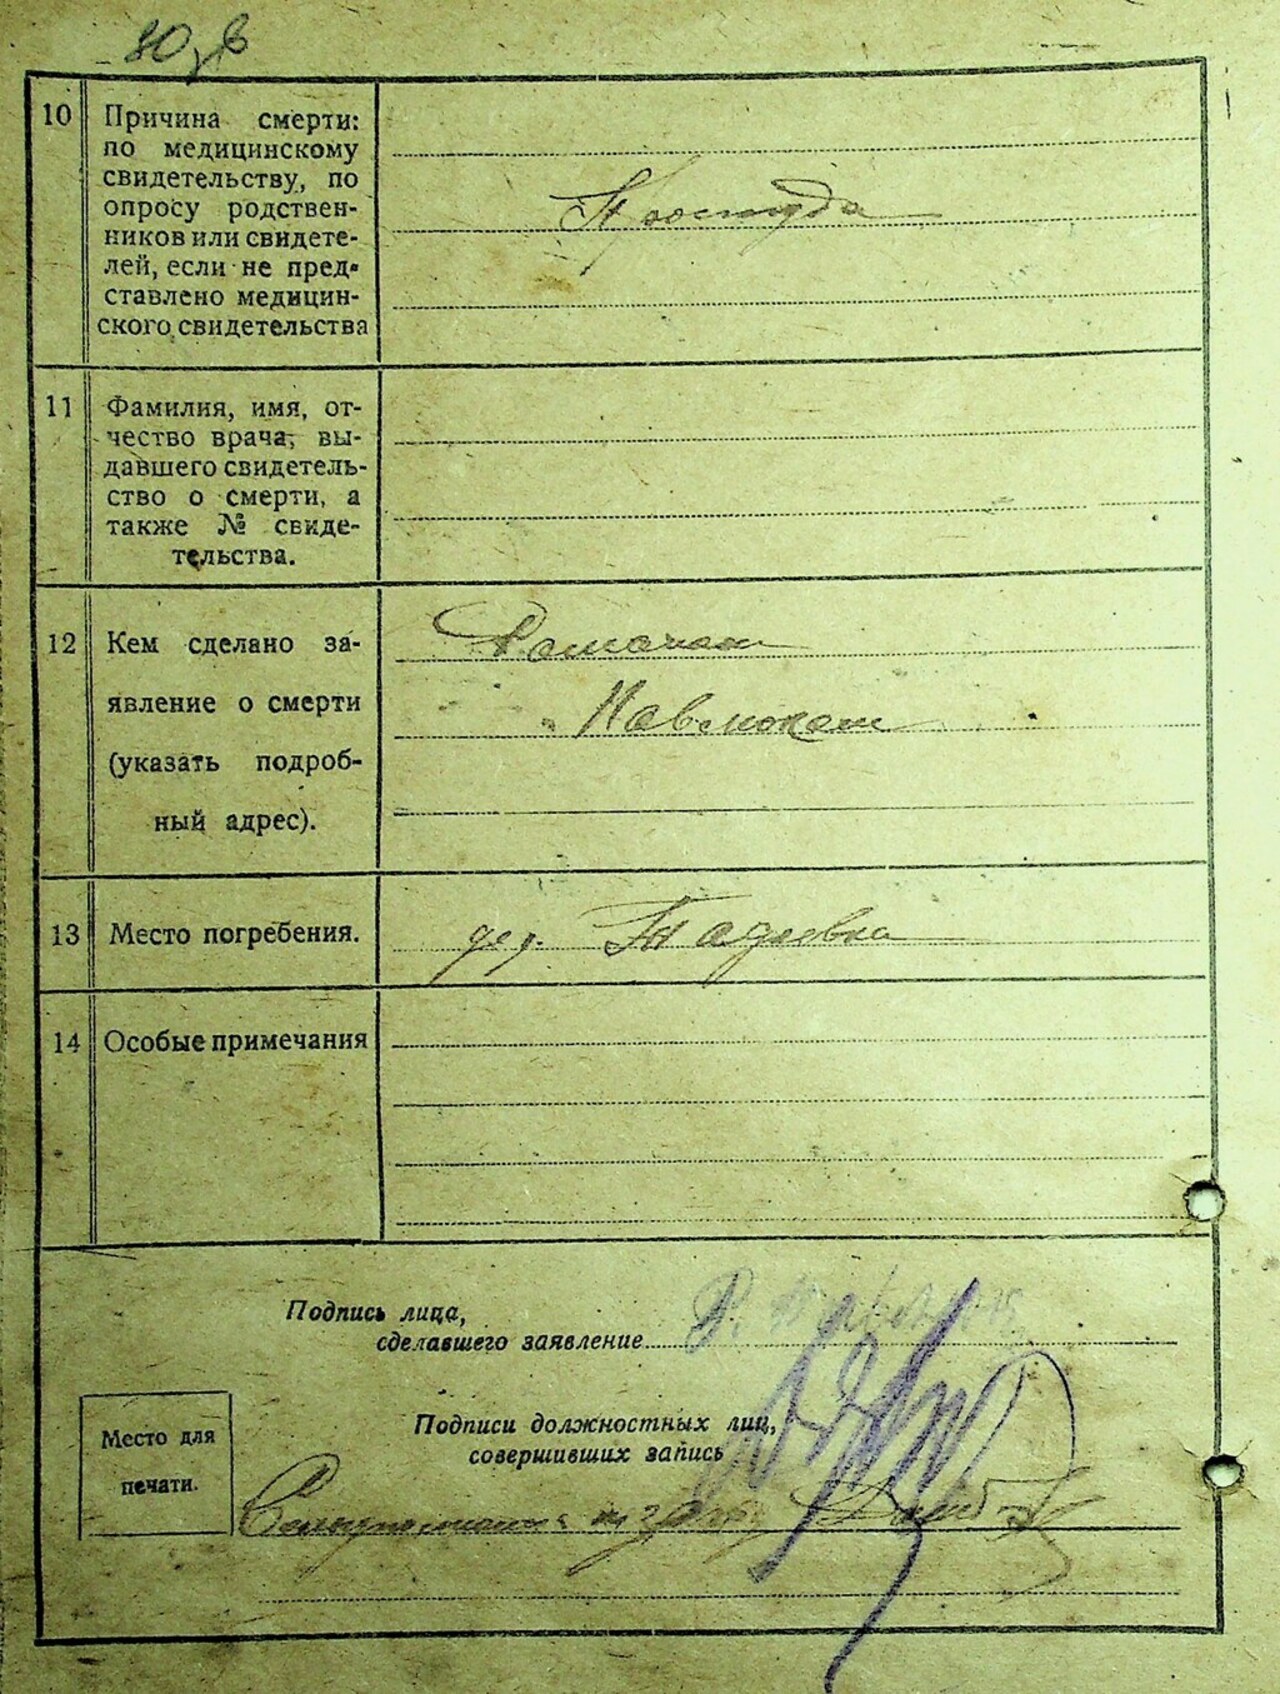 10 Причина смерти:
по медицинскому
свидетельству, по
опросу родствен-
ников или свидете-
лей, если не пред-
ставлено медицин-
ского свидетельства
Простуда
11 Фамилия, имя, от-
чество врача, вы-
давшего свидетель-
ство о смерти, а
также № свиде-
тельства.
12 Кем сделано за-
явление о смерти
(указать подроб-
ный адрес).
13 Место погребения.
дер. Тадеевка
14 Особые примечания
Подпись лица,
сделавшего заявление
Подписи должностных лиц,
совершивших запись
Место для
печати.